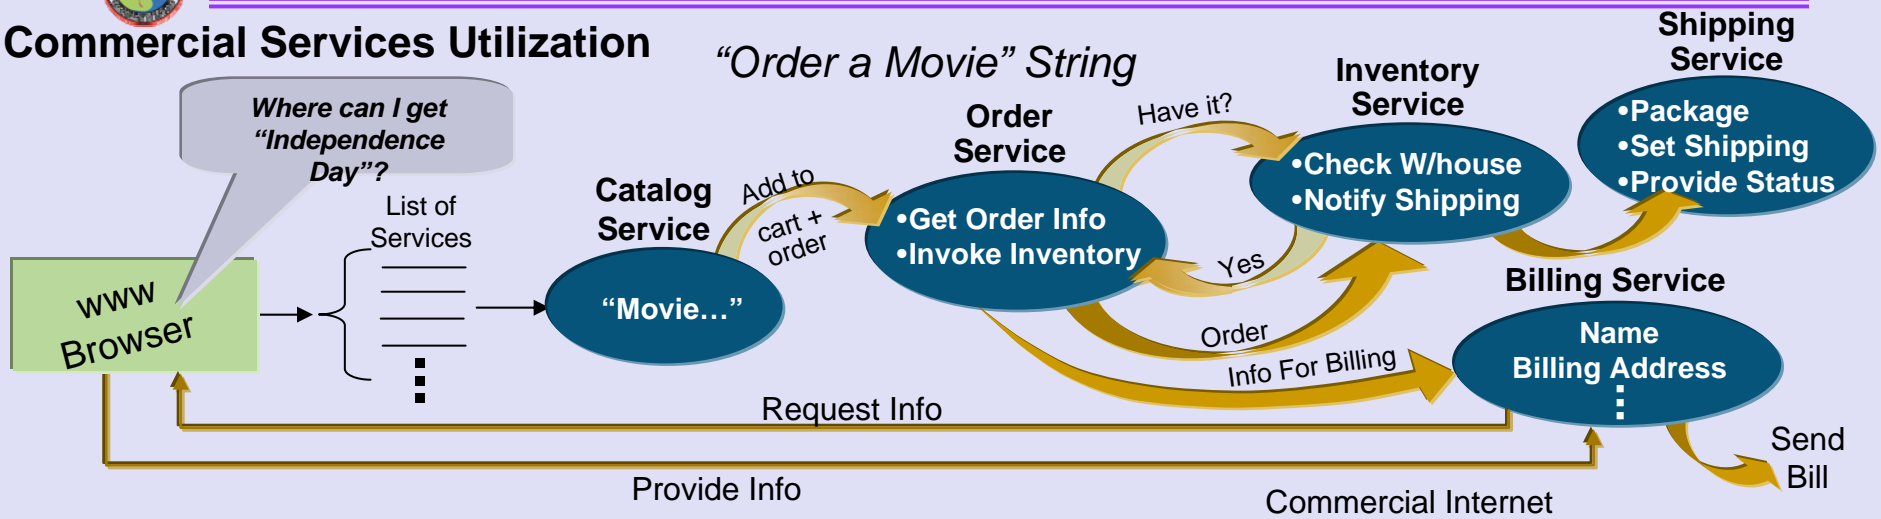 Commercial Services Utilization
“Order a Movie” String
Where can I get
“Independence
Day”?
www
Browser
List of
Services
Catalog
Service
“Movie…”
Add to
cart +
order
Order
Service
•Get Order Info
•Invoke Inventory
Have it?
Yes
Order
Info For Billing
Inventory
Service
•Check W/house
•Notify Shipping
Shipping
Service
•Package
•Set Shipping
•Provide Status
Billing Service
Name
Billing Address
Request Info
Provide Info
Send
Bill
Commercial Internet